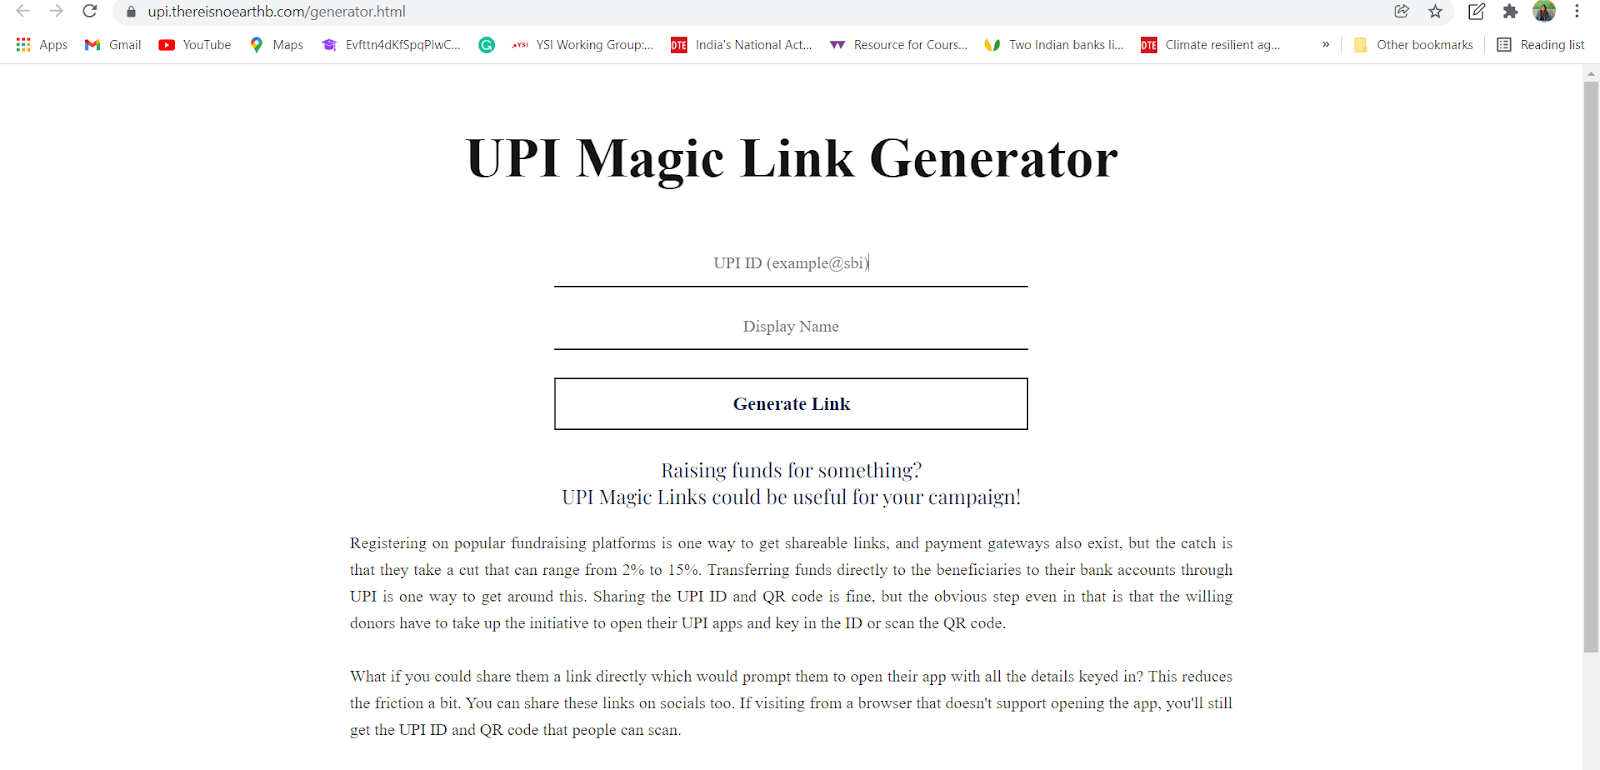 upi.thereisnoearthb.com/generator.html
Apps Gmail YouTube Maps Evfttn4dKfSpqPlwC... YSI YSI Working Group:... DTE India's National Act... Resource for Cours... Two Indian banks li... DTE Climate resilient ag... » Other bookmarks Reading list
UPI Magic Link Generator
UPI ID (example@sbi)
Display Name
Generate Link
Raising funds for something?
UPI Magic Links could be useful for your campaign!
Registering on popular fundraising platforms is one way to get shareable links, and payment gateways also exist, but the catch is
that they take a cut that can range from 2% to 15%. Transferring funds directly to the beneficiaries to their bank accounts through
UPI is one way to get around this. Sharing the UPI ID and QR code is fine, but the obvious step even in that is that the willing
donors have to take up the initiative to open their UPI apps and key in the ID or scan the QR code.
What if you could share them a link directly which would prompt them to open their app with all the details keyed in? This reduces
the friction a bit. You can share these links on socials too. If visiting from a browser that doesn't support opening the app, you'll still
get the UPI ID and QR code that people can scan.